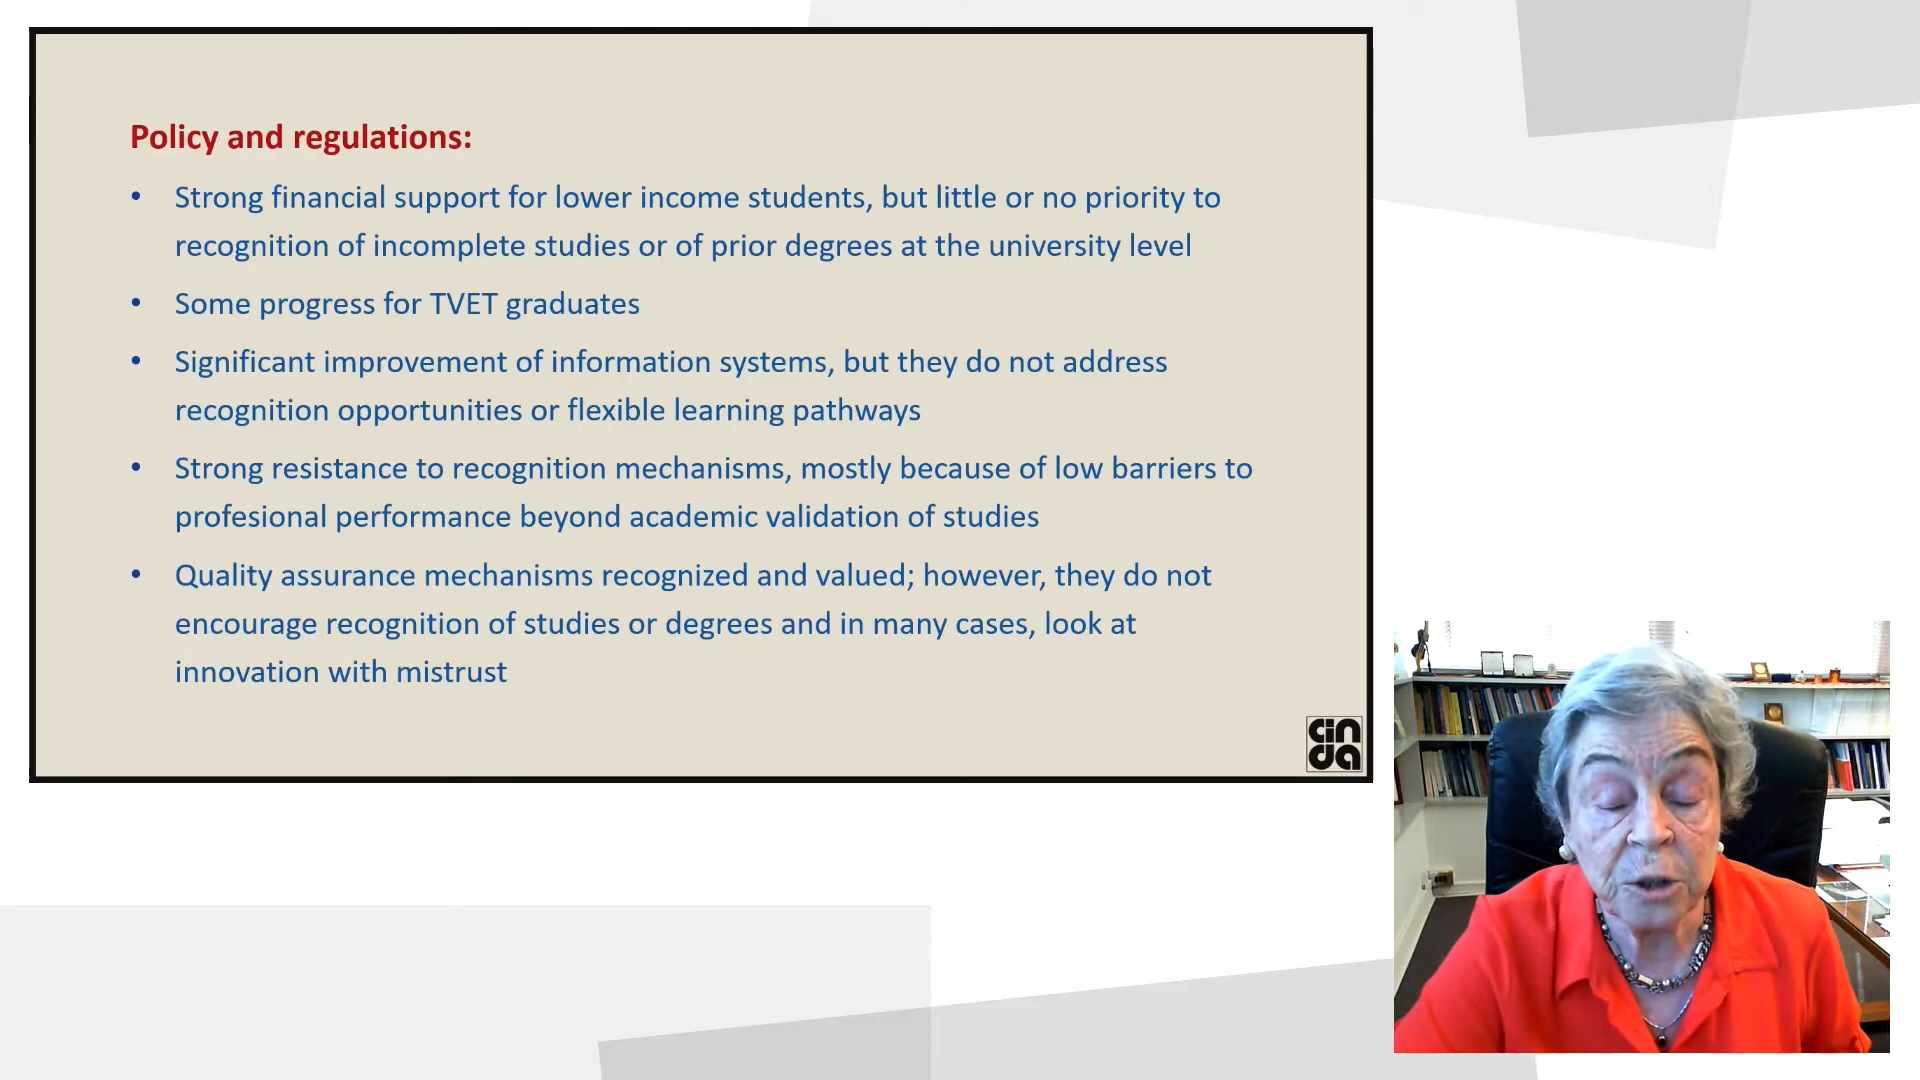 Policy and regulations:
• Strong financial support for lower income students, but little or no priority to
recognition of incomplete studies or of prior degrees at the university level
• Some progress for TVET graduates
• Significant improvement of information systems, but they do not address
recognition opportunities or flexible learning pathways
• Strong resistance to recognition mechanisms, mostly because of low barriers to
profesional performance beyond academic validation of studies
• Quality assurance mechanisms recognized and valued; however, they do not
encourage recognition of studies or degrees and in many cases, look at
innovation with mistrust
cin
da